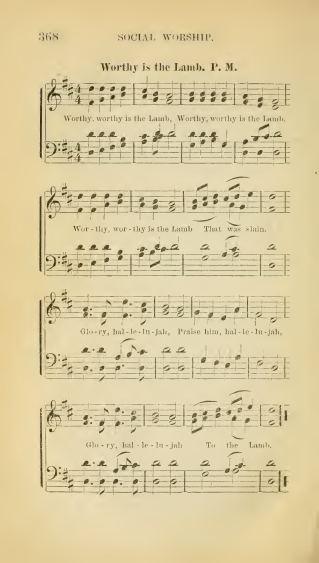 368 SOCIAL WORSHIP.
Worthy is the Lamb. P. M.
Worthy, worthy is the Lamb, Worthy, worthy is the Lamb.
Wor - thy, wor - thy is the Lamb That was slain.
Glo - ry, hal - le - lu - jah, Praise him, hal - le - lu - jah,
Glo - ry, hal - le - lu - jah To the Lamb.